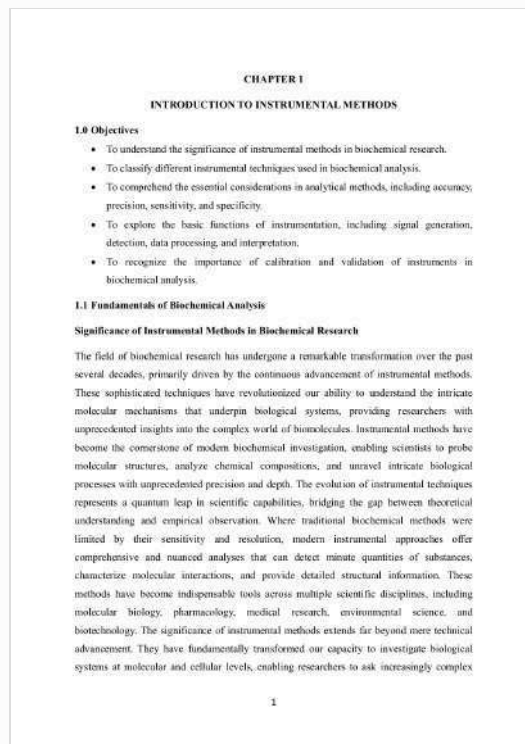 CHAPTER 1
INTRODUCTION TO INSTRUMENTAL METHODS
1.0 Objectives
• To understand the significance of instrumental methods in biochemical research.
• To classify different instrumental techniques used in biochemical analysis.
• To comprehend the essential considerations in analytical methods, including accuracy,
precision, sensitivity, and specificity.
• To explore the basic functions of instrumentation, including signal generation,
detection, data processing, and interpretation.
• To recognize the importance of calibration and validation of instruments in
biochemical analysis.
1.1 Fundamentals of Biochemical Analysis
Significance of Instrumental Methods in Biochemical Research
The field of biochemical research has undergone a remarkable transformation over the past
several decades, primarily driven by the continuous advancement of instrumental methods.
These sophisticated techniques have revolutionized our ability to understand the intricate
molecular mechanisms that underpin biological systems, providing researchers with
unprecedented insights into the complex world of biomolecules. Instrumental methods have
become the cornerstone of modern biochemical investigation, enabling scientists to probe
molecular structures, analyze chemical compositions, and unravel intricate biological
processes with unprecedented precision and depth. The evolution of instrumental techniques
represents a quantum leap in scientific capabilities, bridging the gap between theoretical
understanding and empirical observation. Where traditional biochemical methods were
limited by their sensitivity and resolution, modern instrumental approaches offer
comprehensive and nuanced analyses that can detect minute quantities of substances,
characterize molecular interactions, and provide detailed structural information. These
methods have become indispensable tools across multiple scientific disciplines, including
molecular biology, pharmacology, medical research, environmental science, and
biotechnology. The significance of instrumental methods extends far beyond mere technical
advancement. They have fundamentally transformed our capacity to investigate biological
systems at molecular and cellular levels, enabling researchers to ask increasingly complex
1